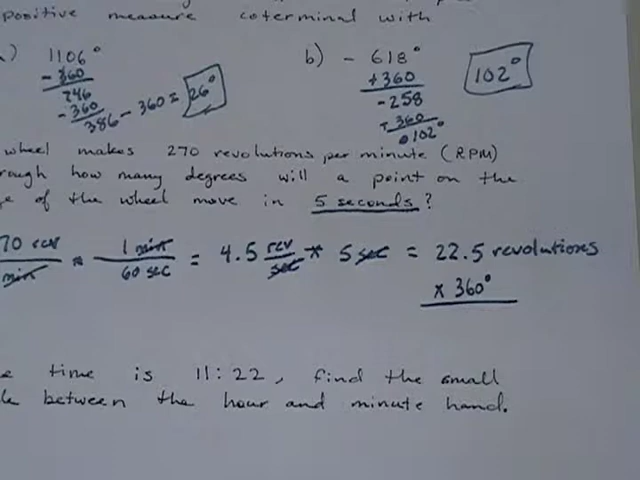 positive measure coterminal with
) 1106°
- 360
746
- 360
386 - 360 = 26°
b) - 618°
+360
-258
+360
102°
102°
wheel makes 270 revolutions per minute (RPM)
rough how many degrees will a point on the
e of the wheel move in 5 seconds?
70 rev/min * 1 min/60 sec = 4.5 rev/sec * 5 sec = 22.5 revolutions
x 360°
e time is 11:22, find the small
le between the hour and minute hand.